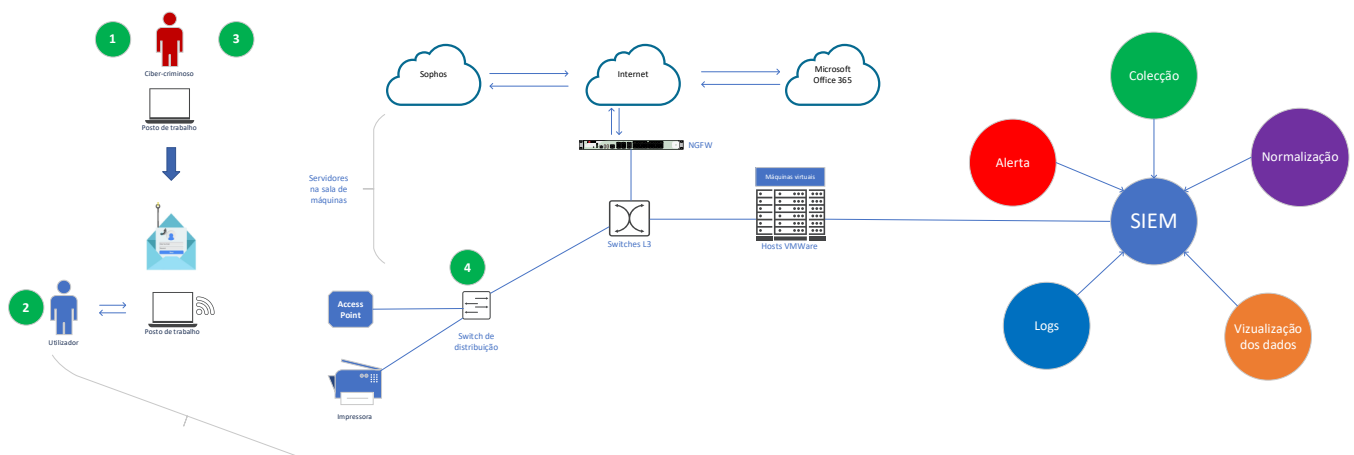 1
3
Ciber-criminoso
Posto de trabalho
2
Utilizador
Posto de trabalho
Sophos
Internet
Microsoft
Office 365
NGFW
Servidores
na sala de
máquinas
Máquinas virtuais
Switches L3
Hosts VMWare
4
Access
Point
Switch de
distribuição
Impressora
Colecção
Alerta
Normalização
SIEM
Logs
Vizualização
dos dados